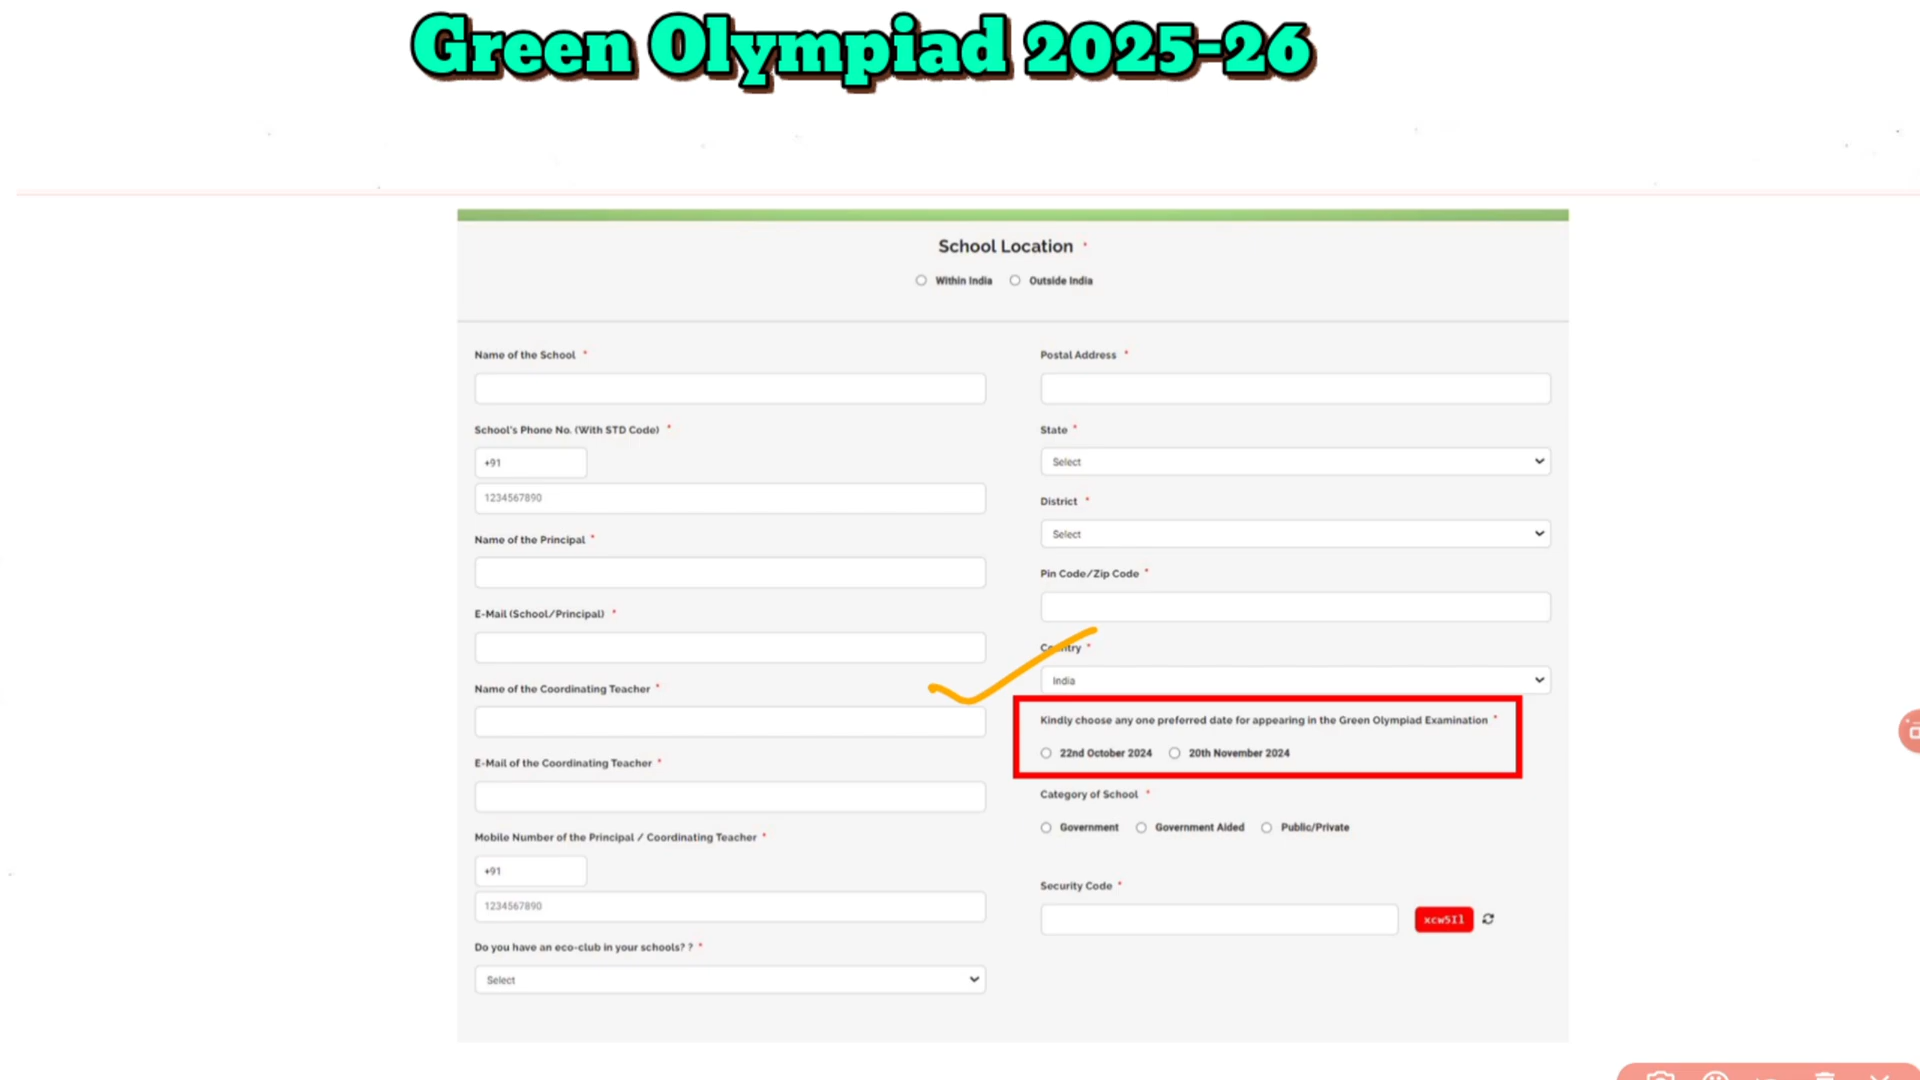 Green Olympiad 2025-26
School Location *
Within India Outside India
Name of the School *
School's Phone No. (With STD Code) *
+91
1234567890
Name of the Principal *
E-Mail (School/Principal) *
Name of the Coordinating Teacher *
E-Mail of the Coordinating Teacher *
Mobile Number of the Principal / Coordinating Teacher *
+91
1234567890
Do you have an eco-club in your schools? ? *
Select
Postal Address *
State *
Select
District *
Select
Pin Code/Zip Code *
Country *
India
Kindly choose any one preferred date for appearing in the Green Olympiad Examination *
22nd October 2024 20th November 2024
Category of School *
Government Government Aided Public/Private
Security Code *
xcw5Il